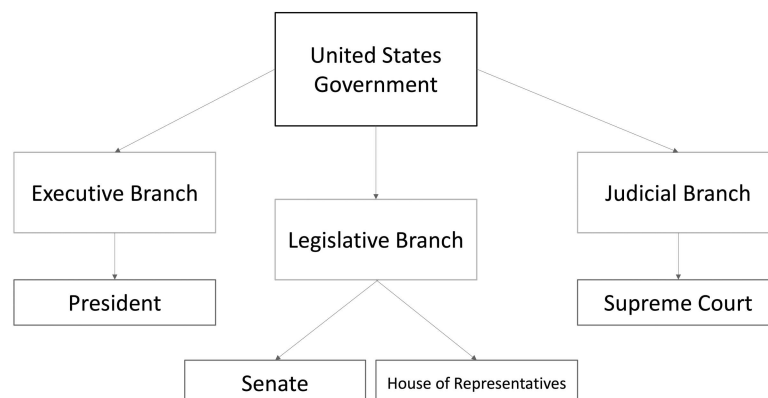 United States
Government
Executive Branch
Legislative Branch
Judicial Branch
President
Supreme Court
Senate
House of Representatives